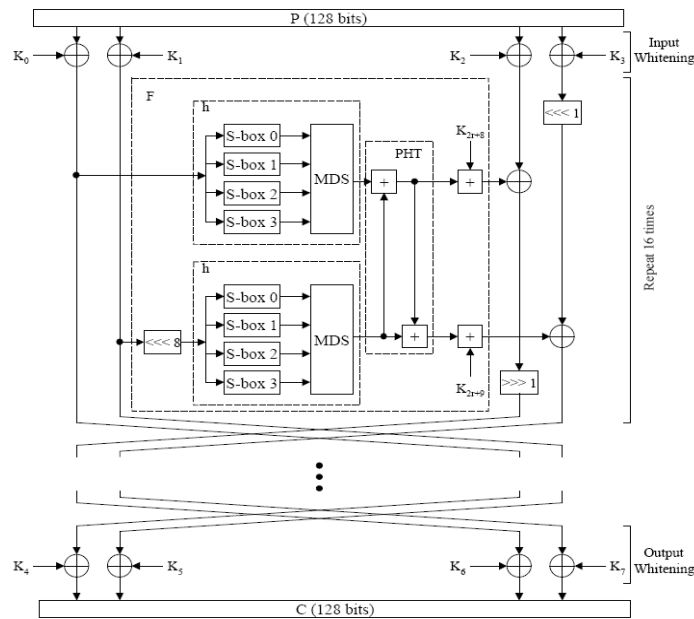 P (128 bits)
K0
K1
K2
K3
Input
Whitening
F
<<< 1
h
S-box 0
S-box 1
S-box 2
S-box 3
MDS
PHT
K2r+8
+
+
Repeat 16 times
h
<<< 8
S-box 0
S-box 1
S-box 2
S-box 3
MDS
+
+
K2r+9
>>> 1
K4
K5
K6
K7
Output
Whitening
C (128 bits)